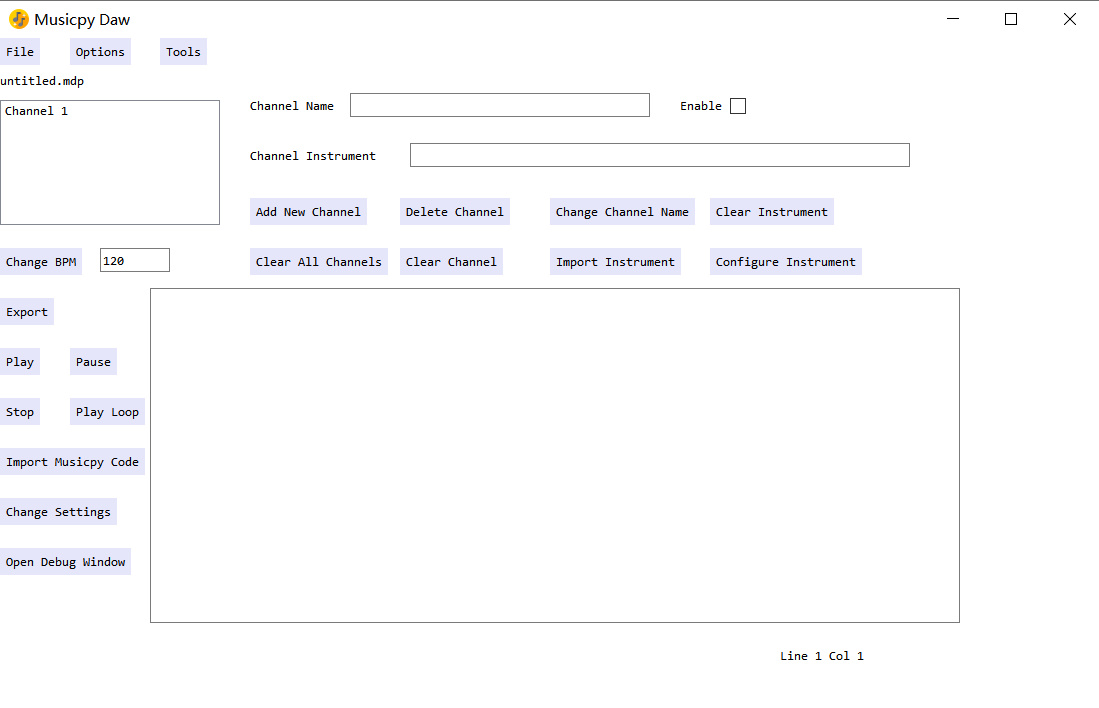 Musicpy Daw
File Options Tools
untitled.mdp
Channel 1
Channel Name Enable
Channel Instrument
Add New Channel Delete Channel Change Channel Name Clear Instrument
Change BPM 120 Clear All Channels Clear Channel Import Instrument Configure Instrument
Export
Play Pause
Stop Play Loop
Import Musicpy Code
Change Settings
Open Debug Window
Line 1 Col 1